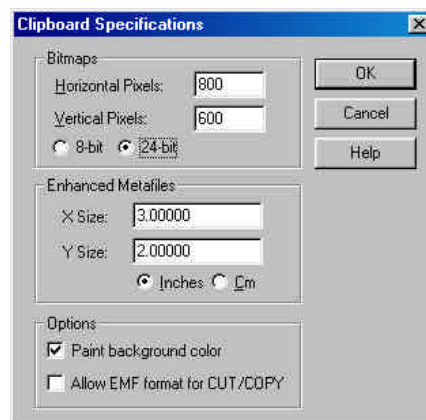 Clipboard Specifications
Bitmaps
Horizontal Pixels: 800
Vertical Pixels: 600
8-bit 24-bit
OK
Cancel
Help
Enhanced Metafiles
X Size: 3.00000
Y Size: 2.00000
Inches Cm
Options
Paint background color
Allow EMF format for CUT/COPY